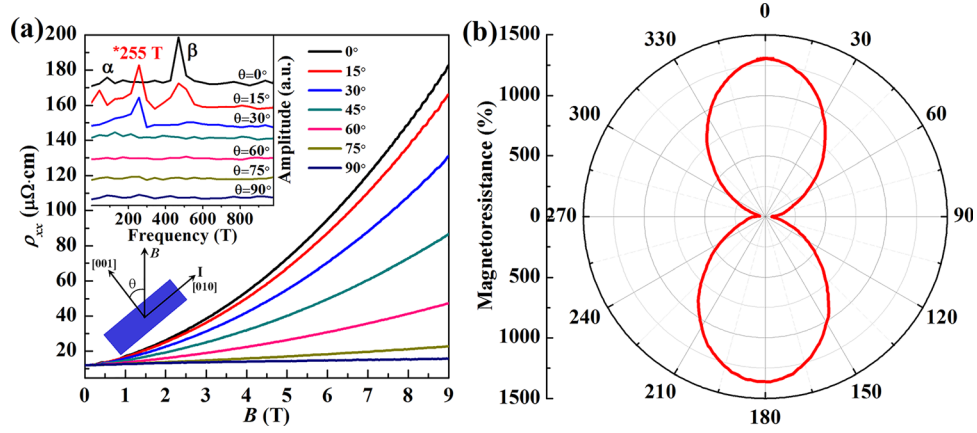 (a)
200
180
160
140
120
100
80
60
40
20
ρxx (μΩ·cm)
0 1 2 3 4 5 6 7 8 9
B (T)
α
*255 T
β
θ=0°
θ=15°
θ=30°
θ=60°
θ=75°
θ=90°
200 400 600 800
Frequency (T)
Amplitude (a.u.)
0°
15°
30°
45°
60°
75°
90°
[001]
θ
B
I
[010]
(b)
1500
1000
500
0
500
1000
1500
Magnetoresistance (%)
0
30
60
90
120
150
180
210
240
270
300
330